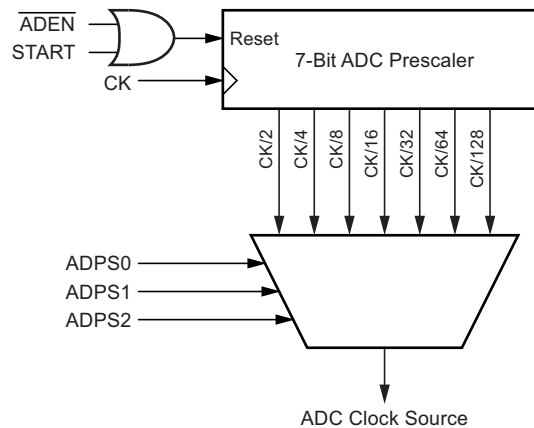 ADEN
START
CK
Reset
7-Bit ADC Prescaler
CK/2
CK/4
CK/8
CK/16
CK/32
CK/64
CK/128
ADPS0
ADPS1
ADPS2
ADC Clock Source